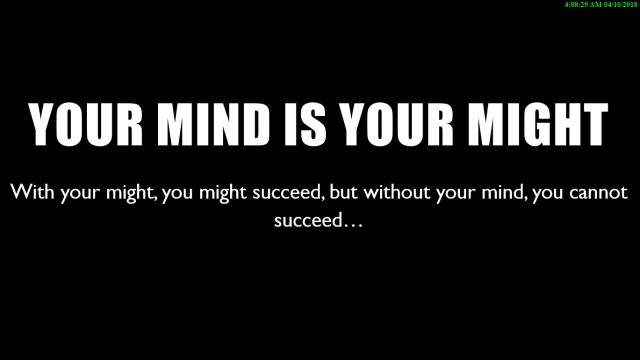 4:08:29 AM 04/10/2018
YOUR MIND IS YOUR MIGHT
With your might, you might succeed, but without your mind, you cannot
succeed…